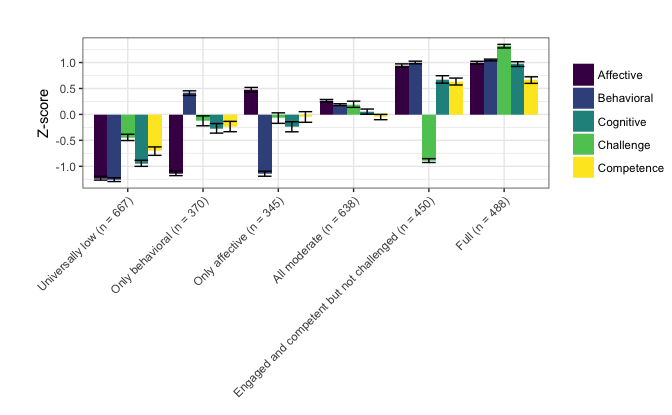 Z-score
1.0
0.5
0.0
-0.5
-1.0
Universally low (n = 667)
Only behavioral (n = 370)
Only affective (n = 345)
All moderate (n = 638)
Engaged and competent but not challenged (n = 450)
Full (n = 488)
Affective
Behavioral
Cognitive
Challenge
Competence